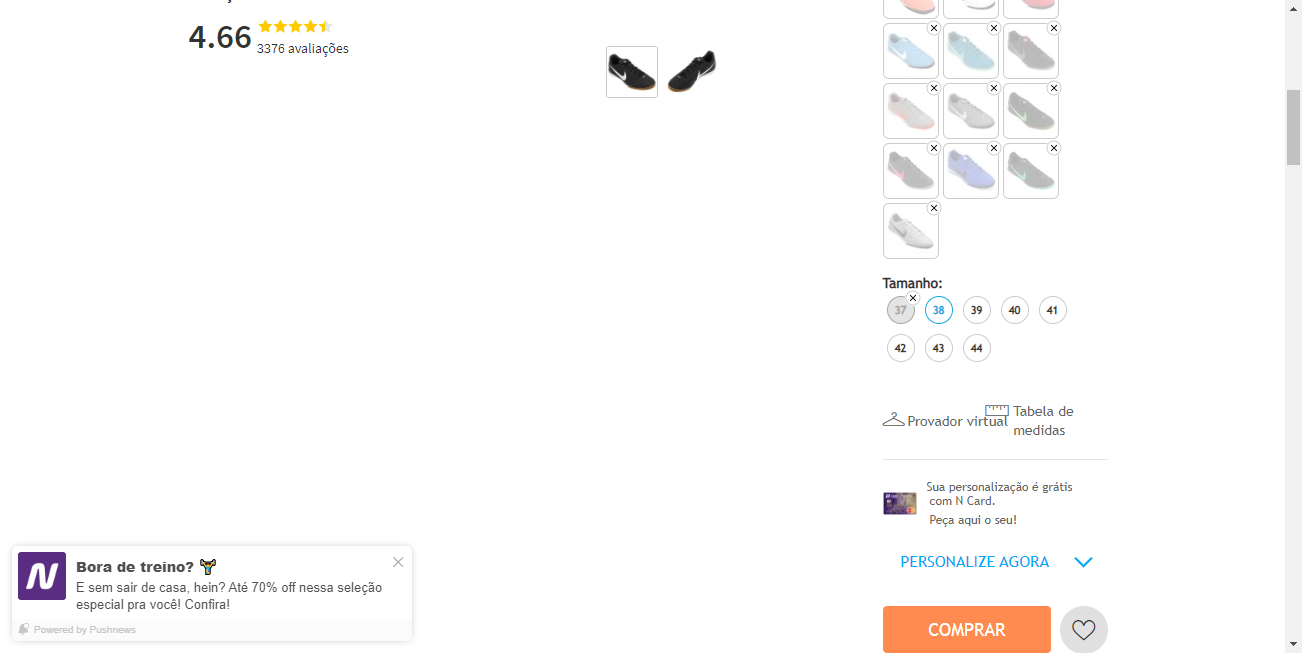 4.66
3376 avaliações
Tamanho:
37 38 39 40 41
42 43 44
Provador virtual
Tabela de
medidas
Sua personalização é grátis
com N Card.
Peça aqui o seu!
PERSONALIZE AGORA
COMPRAR
N
Bora de treino?
E sem sair de casa, hein? Até 70% off nessa seleção
especial pra você! Confira!
Powered by Pushnews